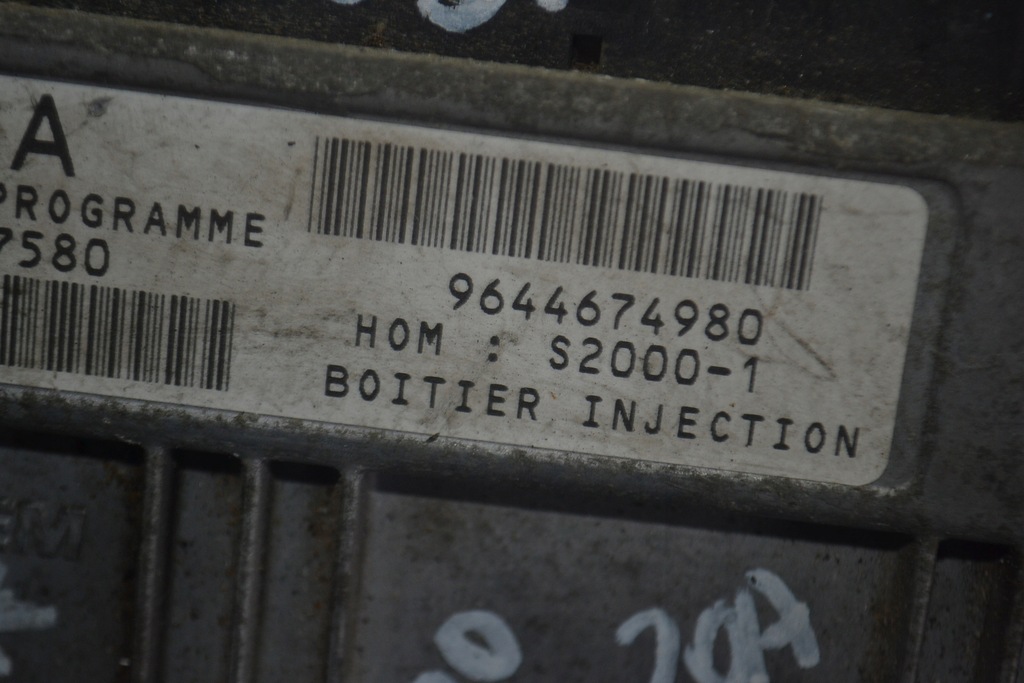 A
PROGRAMME
7580
9644674980
HOM : S2000-1
BOITIER INJECTION